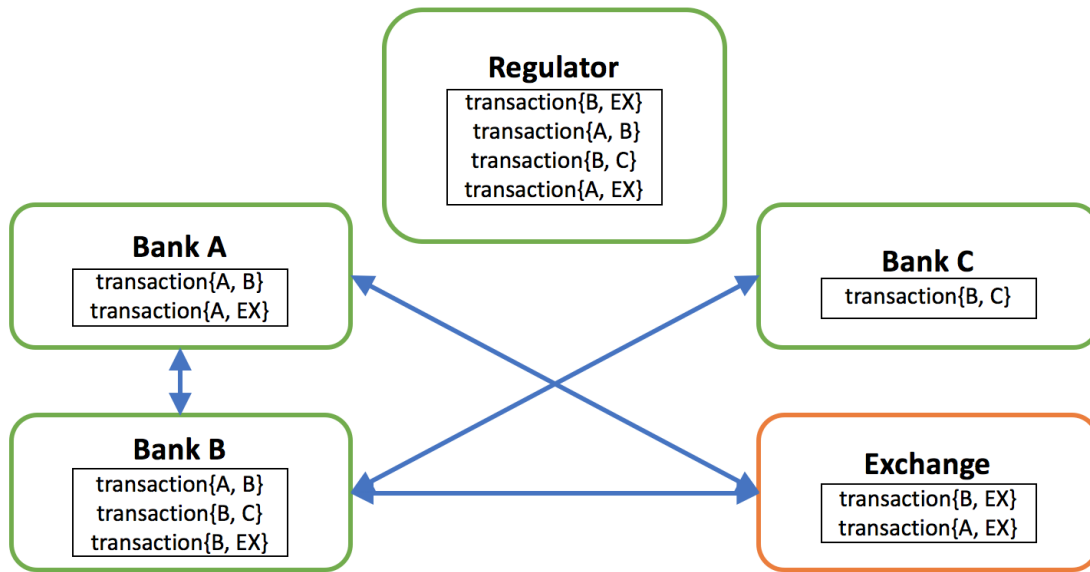 Regulator
transaction{B, EX}
transaction{A, B}
transaction{B, C}
transaction{A, EX}
Bank A
transaction{A, B}
transaction{A, EX}
Bank C
transaction{B, C}
Bank B
transaction{A, B}
transaction{B, C}
transaction{B, EX}
Exchange
transaction{B, EX}
transaction{A, EX}